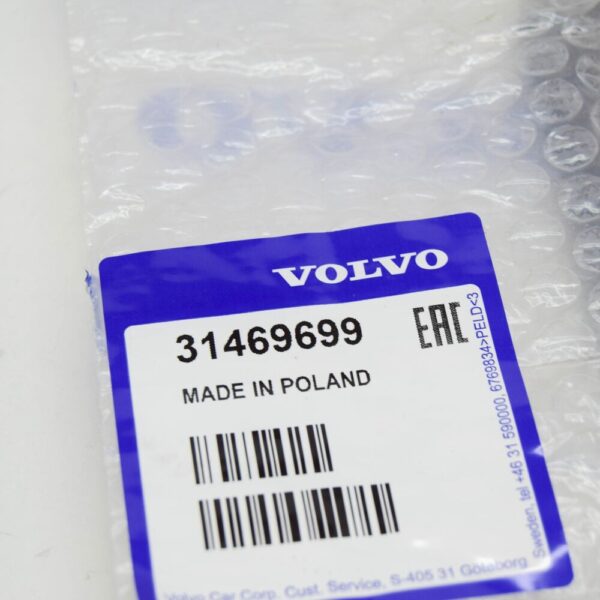 VOLVO
31469699
EAC
MADE IN POLAND
Volvo Car Corp. Cust. Service, S-405 31 Göteborg
Sweden, tel +46 31 590000, 6769834>PELD<3